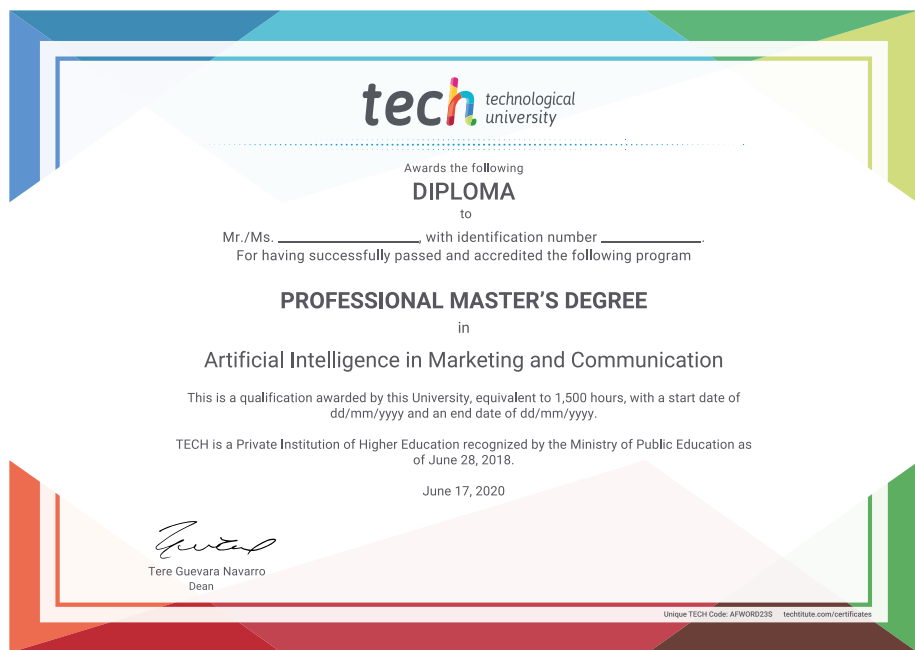 tech technological
university
Awards the following
DIPLOMA
to
Mr./Ms. ____________, with identification number ____________.
For having successfully passed and accredited the following program
PROFESSIONAL MASTER'S DEGREE
in
Artificial Intelligence in Marketing and Communication
This is a qualification awarded by this University, equivalent to 1,500 hours, with a start date of
dd/mm/yyyy and an end date of dd/mm/yyyy.
TECH is a Private Institution of Higher Education recognized by the Ministry of Public Education as
of June 28, 2018.
June 17, 2020
Tere Guevara Navarro
Dean
Unique TECH Code: AFWORD23S techtitute.com/certificates